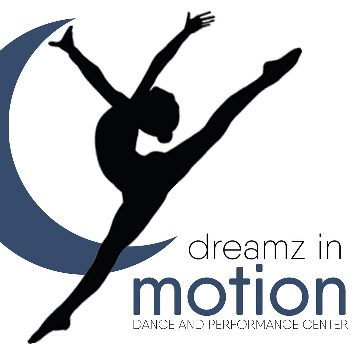 dreamz in
motion
DANCE AND PERFORMANCE CENTER